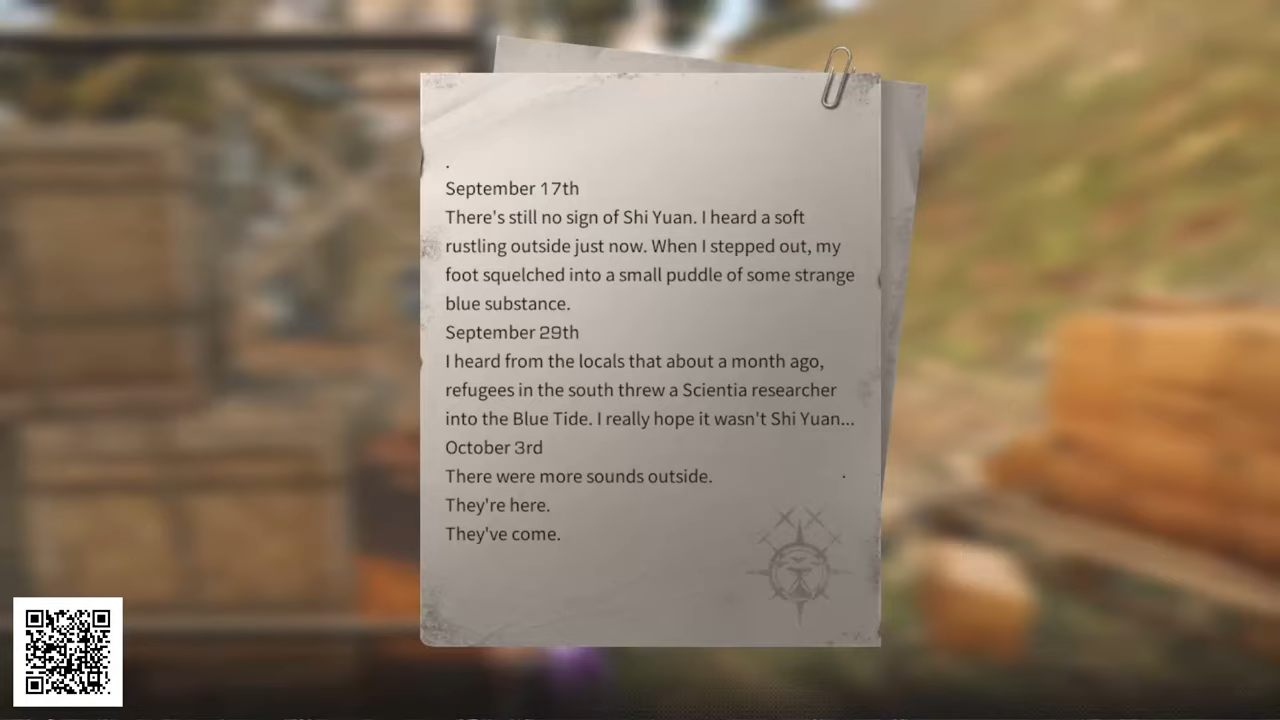 September 17th
There's still no sign of Shi Yuan. I heard a soft
rustling outside just now. When I stepped out, my
foot squelched into a small puddle of some strange
blue substance.
September 29th
I heard from the locals that about a month ago,
refugees in the south threw a Scientia researcher
into the Blue Tide. I really hope it wasn't Shi Yuan...
October 3rd
There were more sounds outside.
They're here.
They've come.